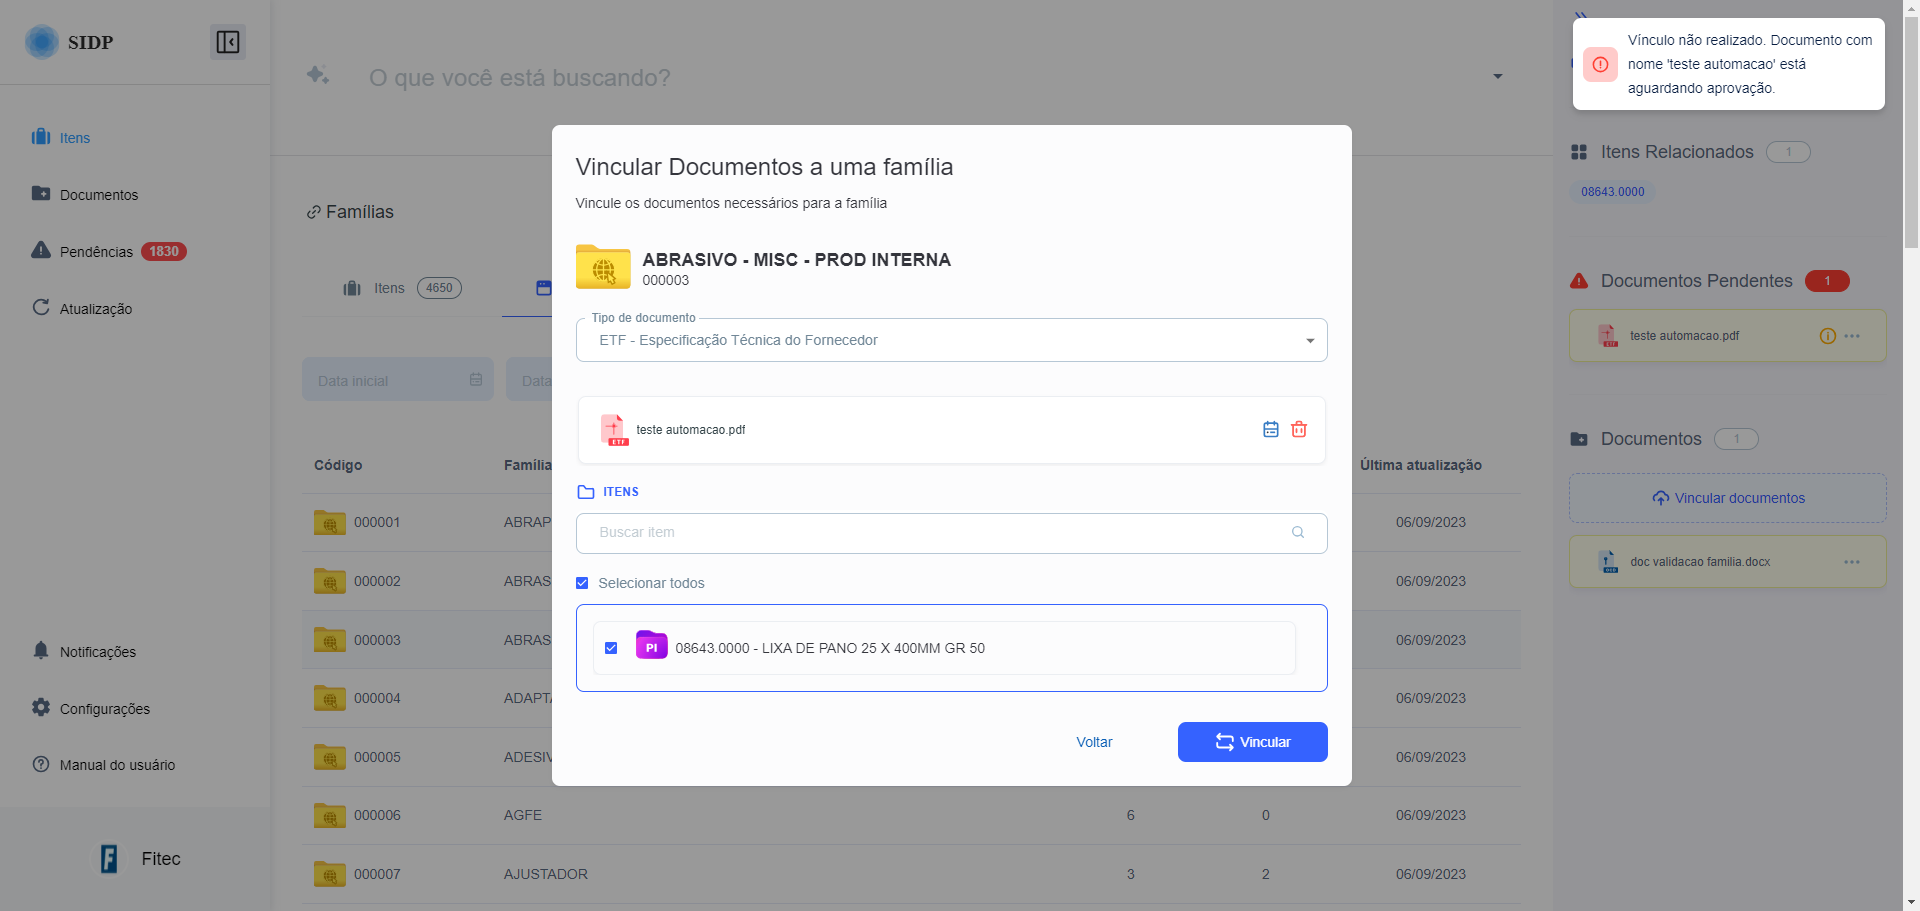 SIDP
Itens
Documentos
Pendências 1830
Atualização
Notificações
Configurações
Manual do usuário
Fitec
O que você está buscando?
Famílias
Itens 4650
Data inicial
Data
Código
Família
Última atualização
000001
ABRAP
06/09/2023
000002
ABRAS
06/09/2023
000003
ABRAS
06/09/2023
000004
ADAPTA
06/09/2023
000005
ADESIV
06/09/2023
000006
AGFE
6
0
06/09/2023
000007
AJUSTADOR
3
2
06/09/2023
Vincular Documentos a uma família
Vincule os documentos necessários para a família
ABRASIVO - MISC - PROD INTERNA
000003
Tipo de documento
ETF - Especificação Técnica do Fornecedor
ETF
teste automacao.pdf
ITENS
Buscar item
Selecionar todos
PI
08643.0000 - LIXA DE PANO 25 X 400MM GR 50
Voltar
Vincular
Vínculo não realizado. Documento com
nome 'teste automacao' está
aguardando aprovação.
Itens Relacionados 1
08643.0000
Documentos Pendentes 1
ETF
teste automacao.pdf
Documentos 1
Vincular documentos
doc validacao familia.docx